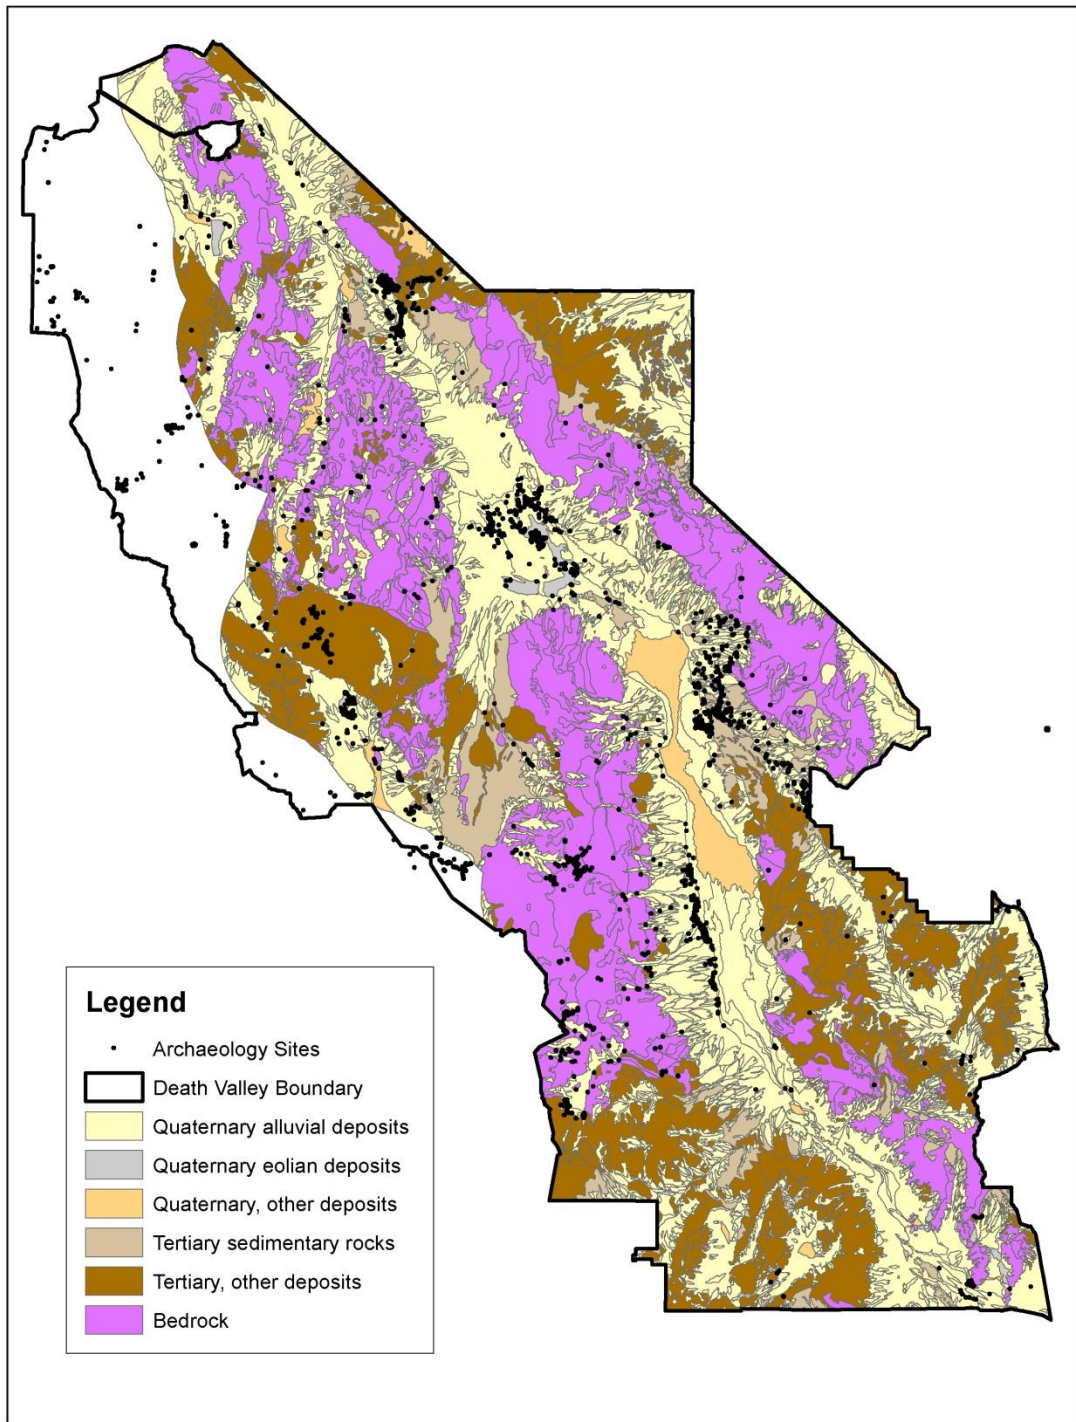 Legend
Archaeology Sites
Death Valley Boundary
Quaternary alluvial deposits
Quaternary eolian deposits
Quaternary, other deposits
Tertiary sedimentary rocks
Tertiary, other deposits
Bedrock